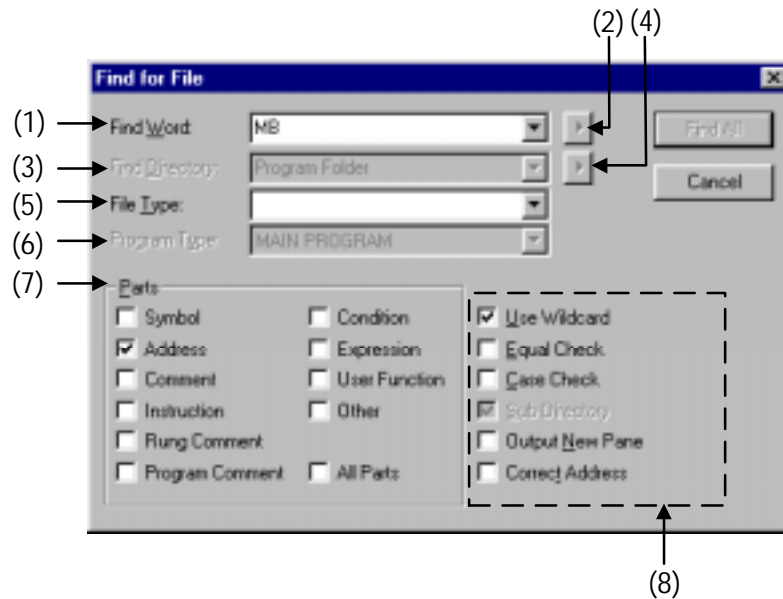 (2) (4)
Find for File
(1) Find Word: MB Find All
(3) Find Directory: Program Folder Cancel
(5) File Type:
(6) Program Type: MAIN PROGRAM
(7) Parts
Symbol Condition Use Wildcard
Address Expression Equal Check
Comment User Function Case Check
Instruction Other Sub Directory
Rung Comment Output New Pane
Program Comment All Parts Correct Address
(8)